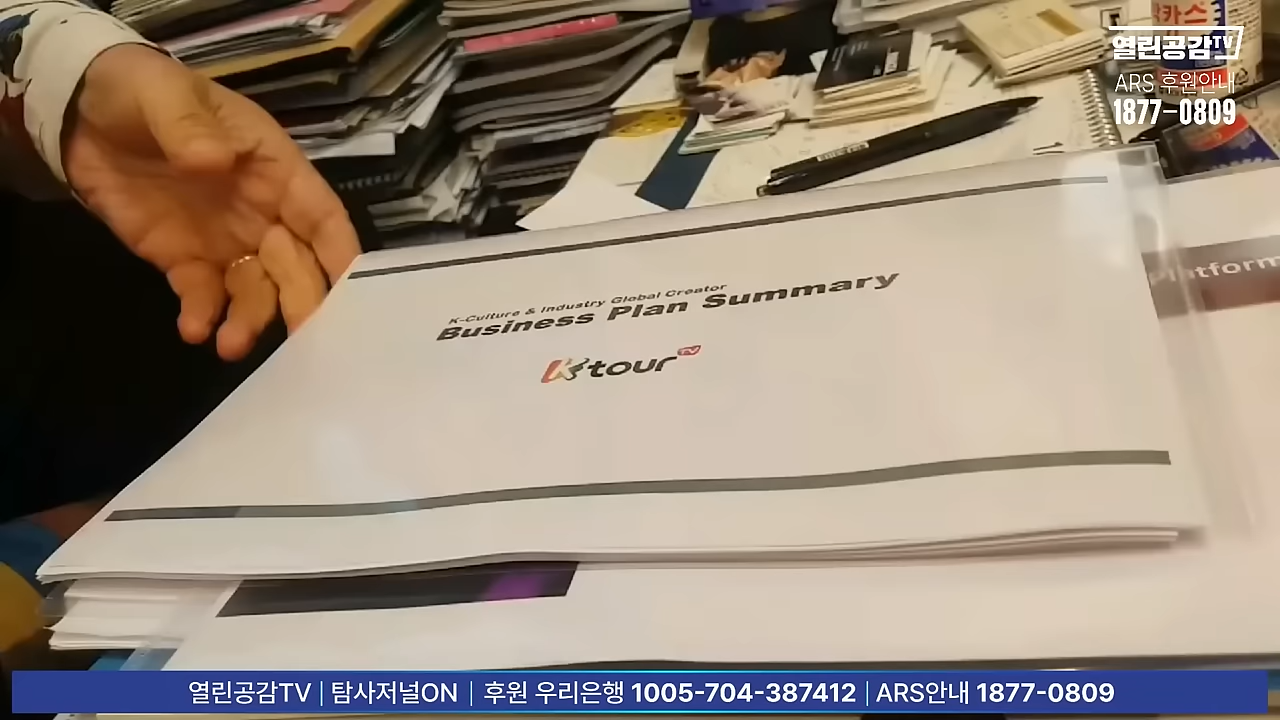 열린공감TV
ARS 후원안내
1877-0809
K-Culture & Industry Global Creator
Business Plan Summary
Ktour TV
Platform
열린공감TV | 탐사저널ON | 후원 우리은행 1005-704-387412 | ARS안내 1877-0809